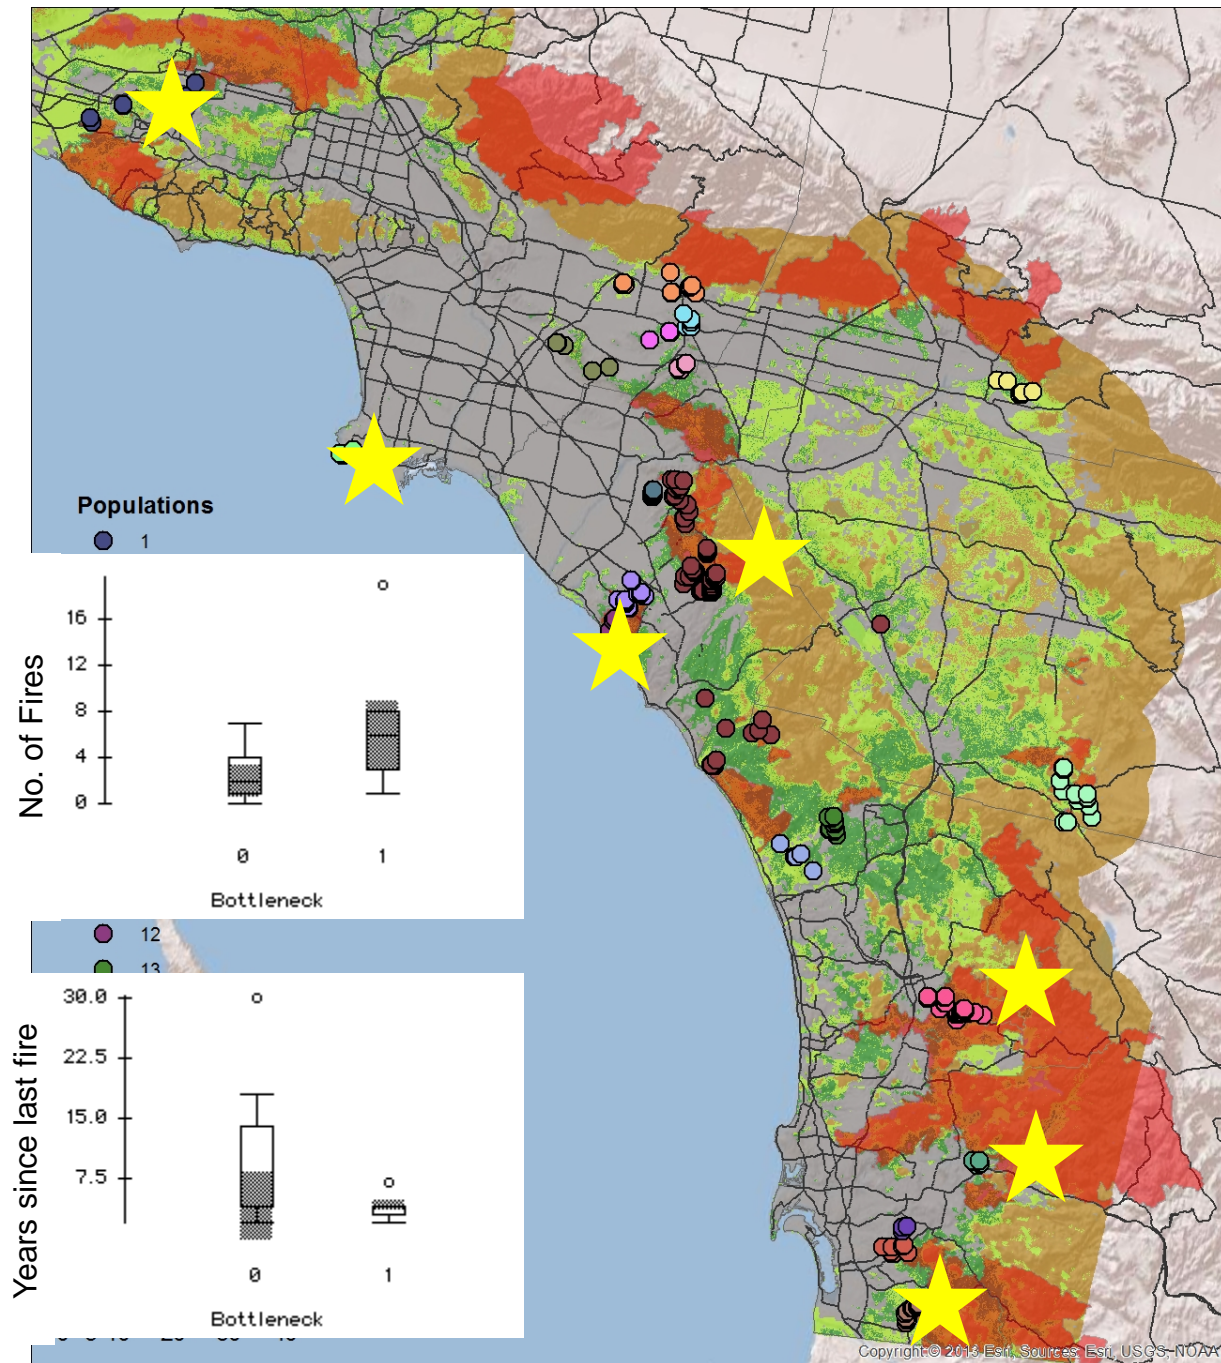 Populations
1
No. of Fires
16
12
8
4
0
0 1
Bottleneck
12
13
Years since last fire
30.0
22.5
15.0
7.5
0 1
Bottleneck
Copyright:© 2013 Esri, Sources: Esri, USGS, NOAA